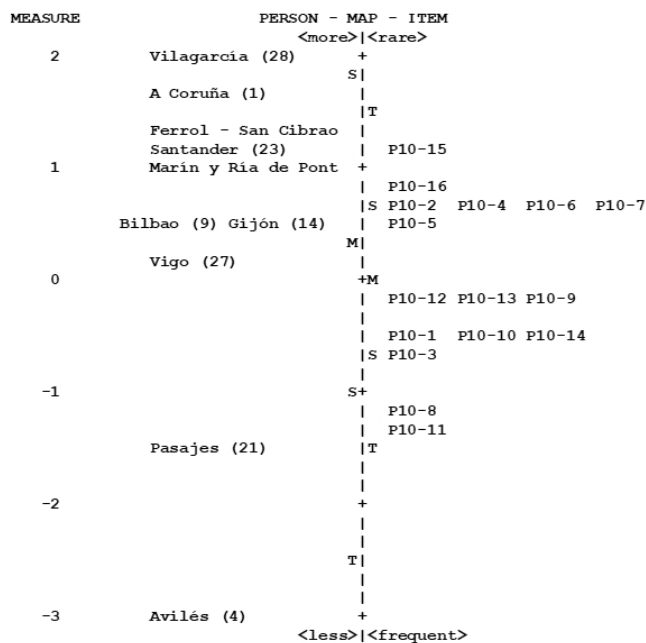 MEASURE PERSON - MAP - ITEM
<more>|<rare>
2 Vilagarcía (28) +
S|
A Coruña (1) |
|T
Ferrol - San Cibrao |
Santander (23) | P10-15
1 Marín y Ría de Pont +
| P10-16
|S P10-2 P10-4 P10-6 P10-7
Bilbao (9) Gijón (14) | P10-5
M|
Vigo (27) |
0 +M
| P10-12 P10-13 P10-9
|
| P10-1 P10-10 P10-14
|S P10-3
|
-1 S+
| P10-8
| P10-11
Pasajes (21) |T
|
|
-2 +
|
|
T|
|
|
-3 Avilés (4) +
<less>|<frequent>